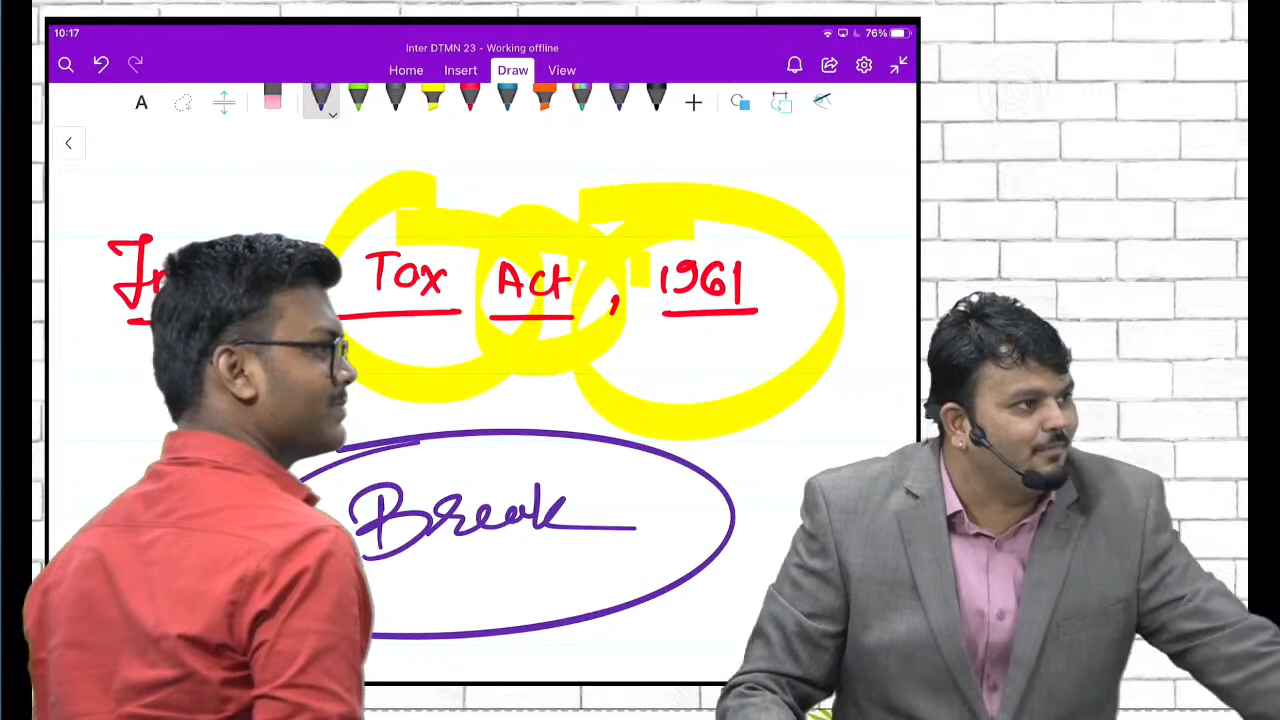 10:17
76%
Inter DTMN 23 - Working offline
Home Insert Draw View
A
Tax Act, 1961
Break